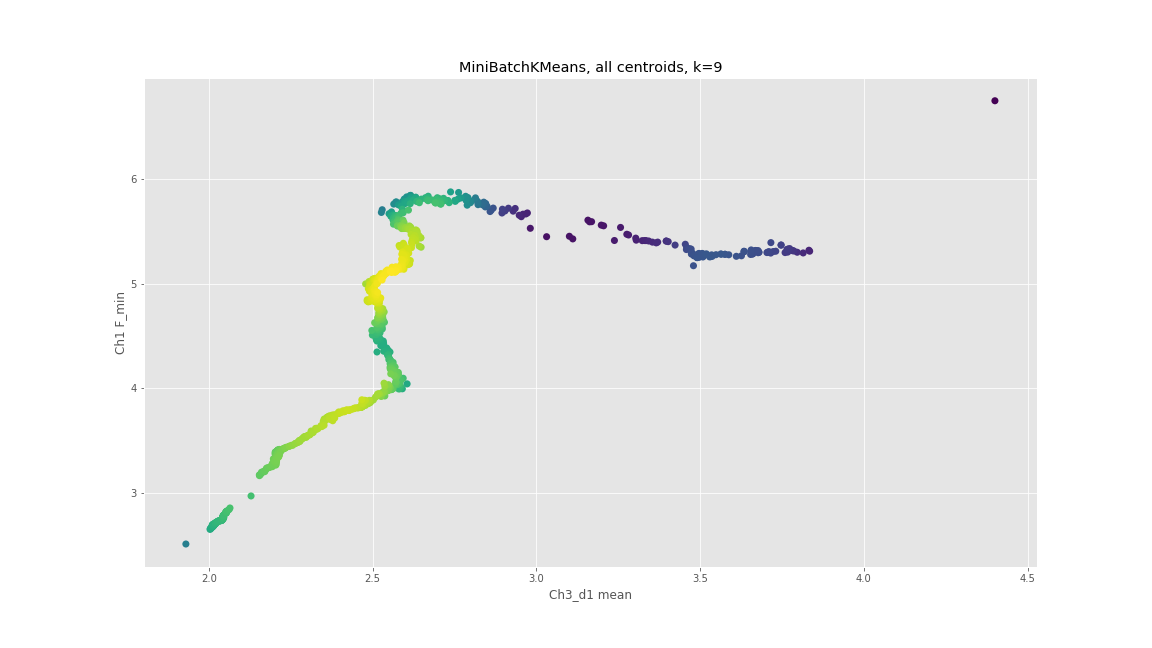 MiniBatchKMeans, all centroids, k=9
6
5
4
3
Ch1 F_min
2.0 2.5 3.0 3.5 4.0 4.5
Ch3_d1 mean